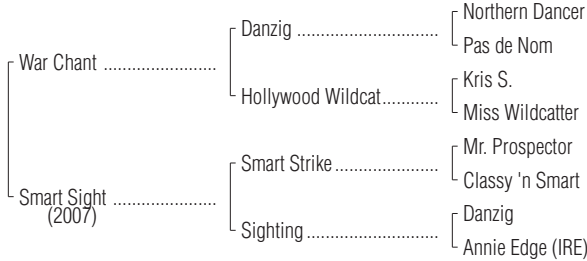 Northern Dancer
Danzig ..................................
Pas de Nom
War Chant ...........................
Kris S.
Hollywood Wildcat.............
Miss Wildcatter
Mr. Prospector
Smart Strike.........................
Classy 'n Smart
Smart Sight .........................
(2007)
Danzig
Sighting................................
Annie Edge (IRE)